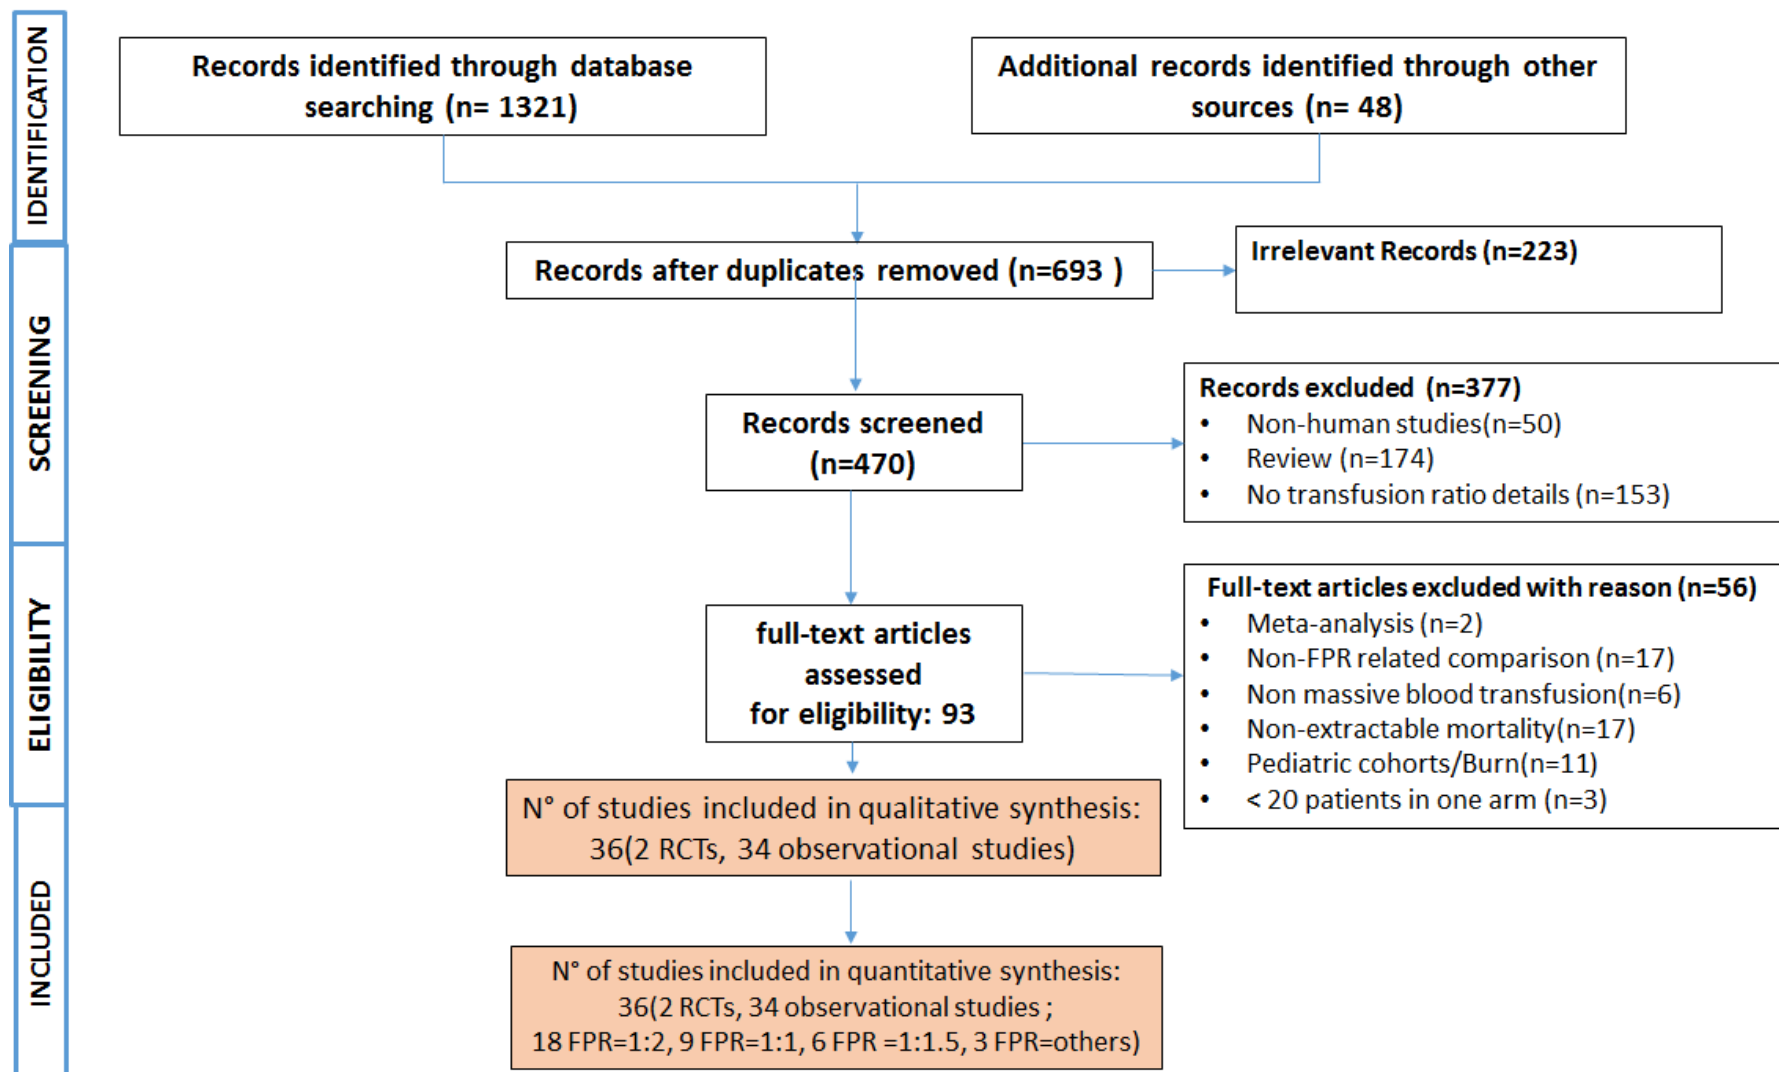 IDENTIFICATION
Records identified through database
searching (n= 1321)
Additional records identified through other
sources (n= 48)
SCREENING
Records after duplicates removed (n=693 )
Irrelevant Records (n=223)
Records screened
(n=470)
Records excluded (n=377)
• Non-human studies(n=50)
• Review (n=174)
• No transfusion ratio details (n=153)
ELIGIBILITY
full-text articles
assessed
for eligibility: 93
Full-text articles excluded with reason (n=56)
• Meta-analysis (n=2)
• Non-FPR related comparison (n=17)
• Non massive blood transfusion(n=6)
• Non-extractable mortality(n=17)
• Pediatric cohorts/Burn(n=11)
• < 20 patients in one arm (n=3)
INCLUDED
N° of studies included in qualitative synthesis:
36(2 RCTs, 34 observational studies)
N° of studies included in quantitative synthesis:
36(2 RCTs, 34 observational studies ;
18 FPR=1:2, 9 FPR=1:1, 6 FPR =1:1.5, 3 FPR=others)